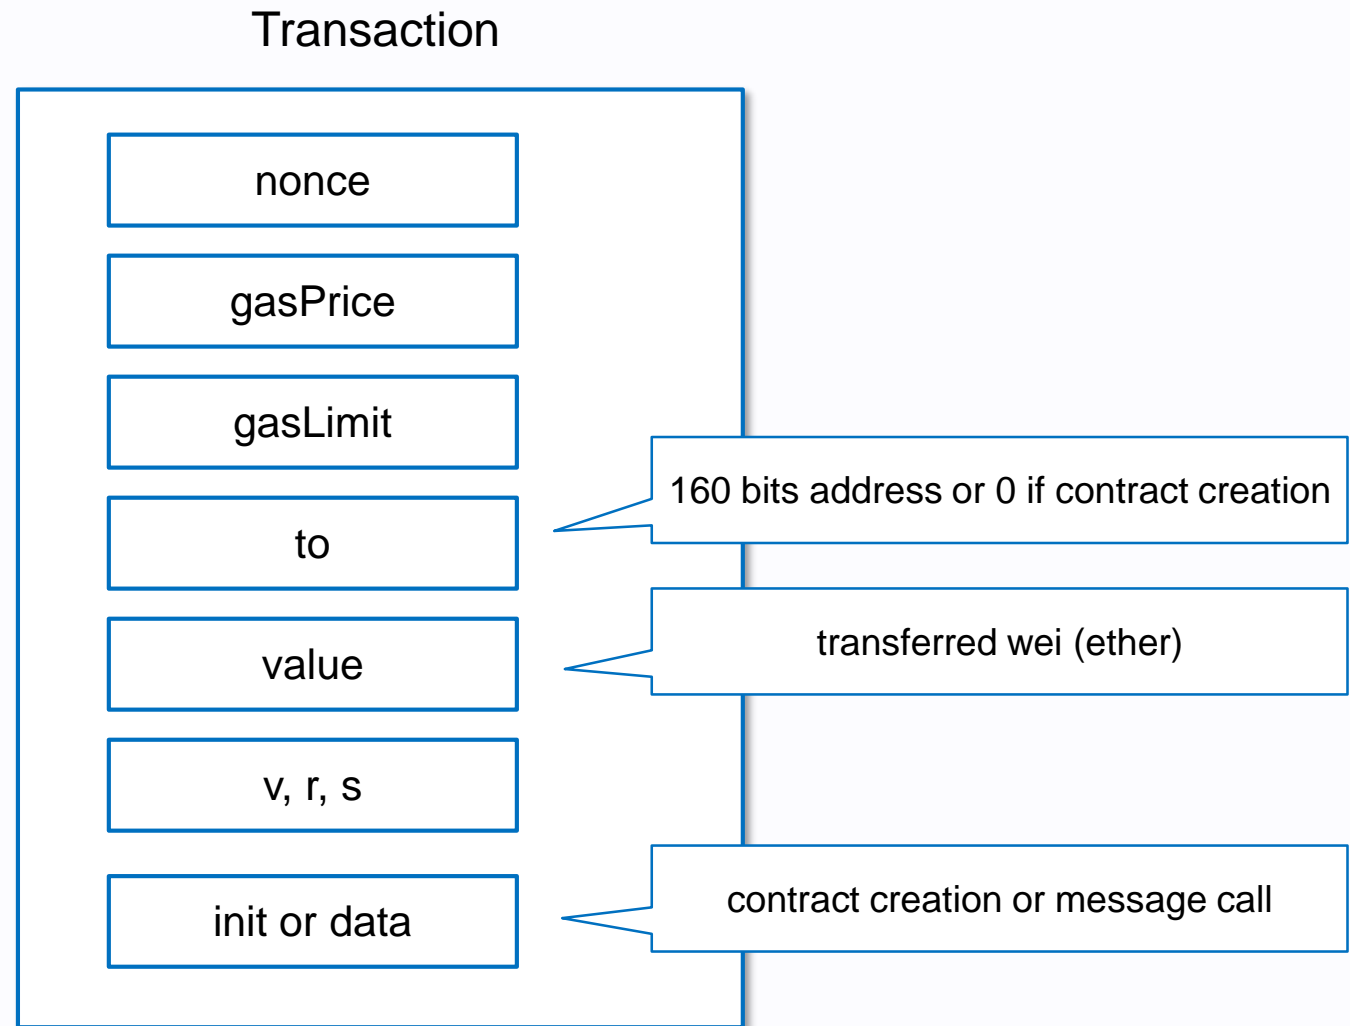 Transaction
nonce
gasPrice
gasLimit
to
160 bits address or 0 if contract creation
value
transferred wei (ether)
v, r, s
init or data
contract creation or message call